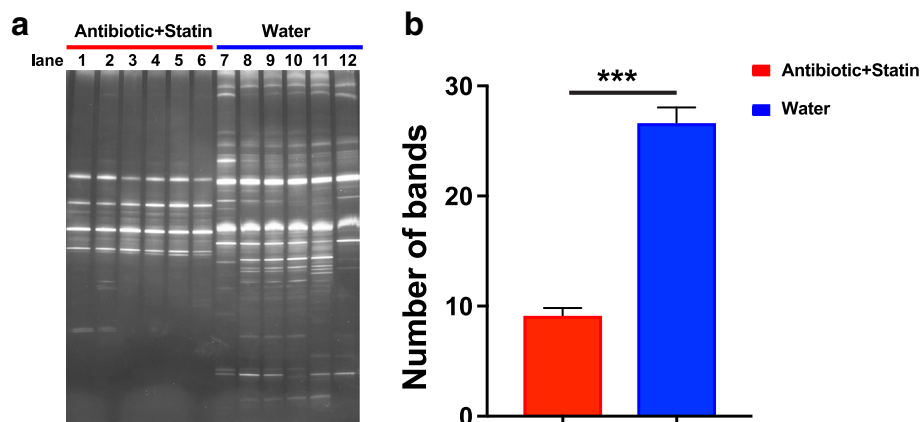 a
Antibiotic+Statin Water
lane 1 2 3 4 5 6 7 8 9 10 11 12
b
Number of bands
30
20
10
0
***
Antibiotic+Statin
Water